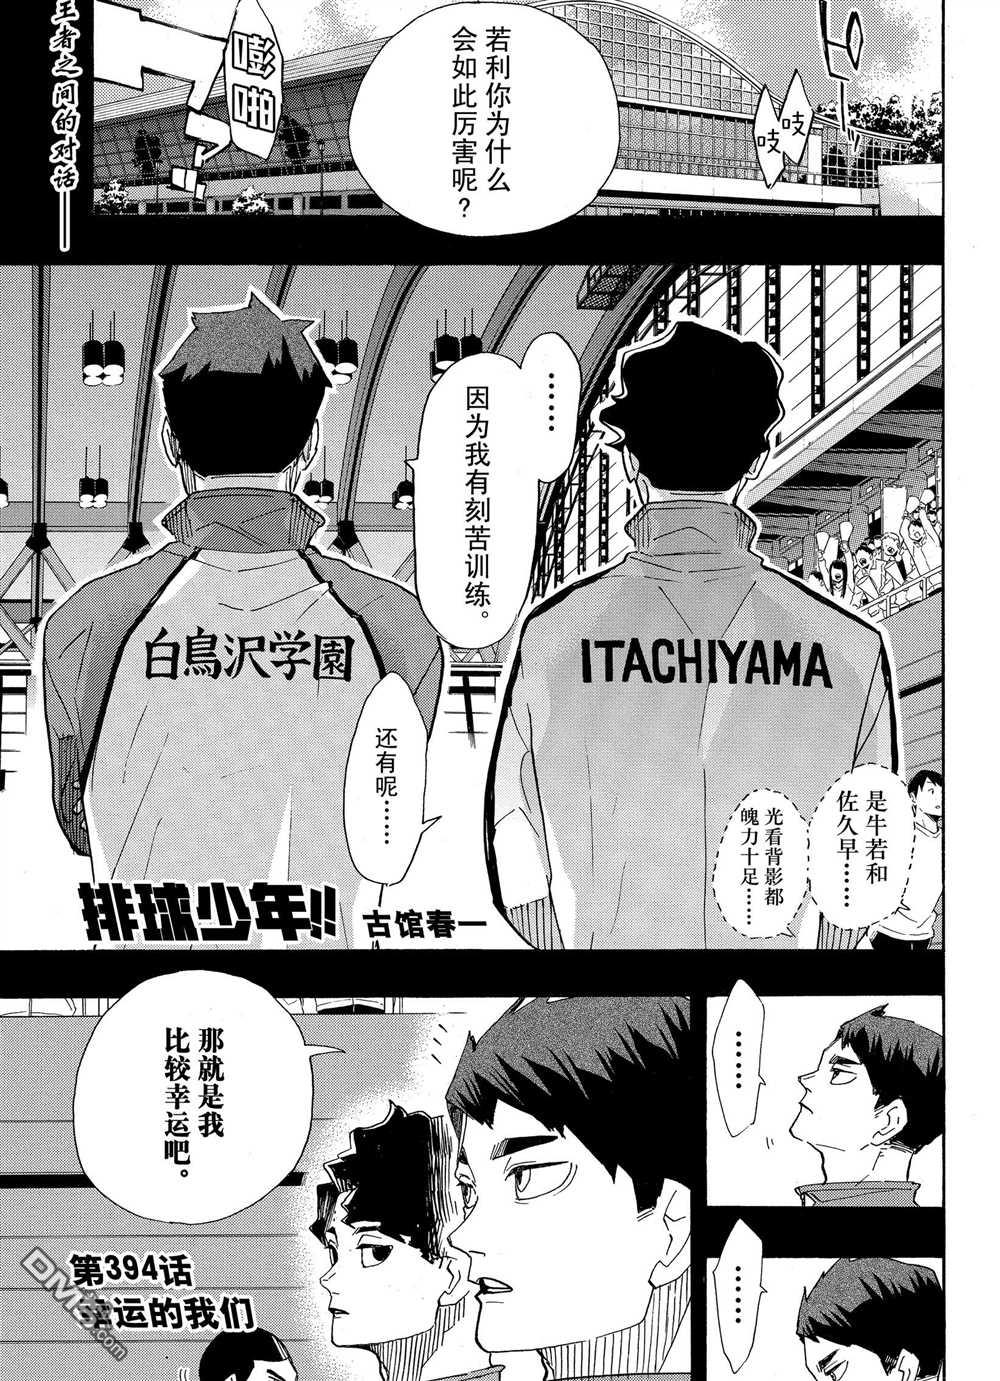 王者之间的对话——
若利你为什么
会如此厉害呢？
吱
吱
嘭
啪
……
因为我有刻苦训练。
还有呢……
白鳥沢学園
ITACHIYAMA
是牛若和
佐久早……
光看背影都
魄力十足……
排球少年!!
古馆春一
……
……
那就是我
比较幸运吧。
第394话
幸运的我们